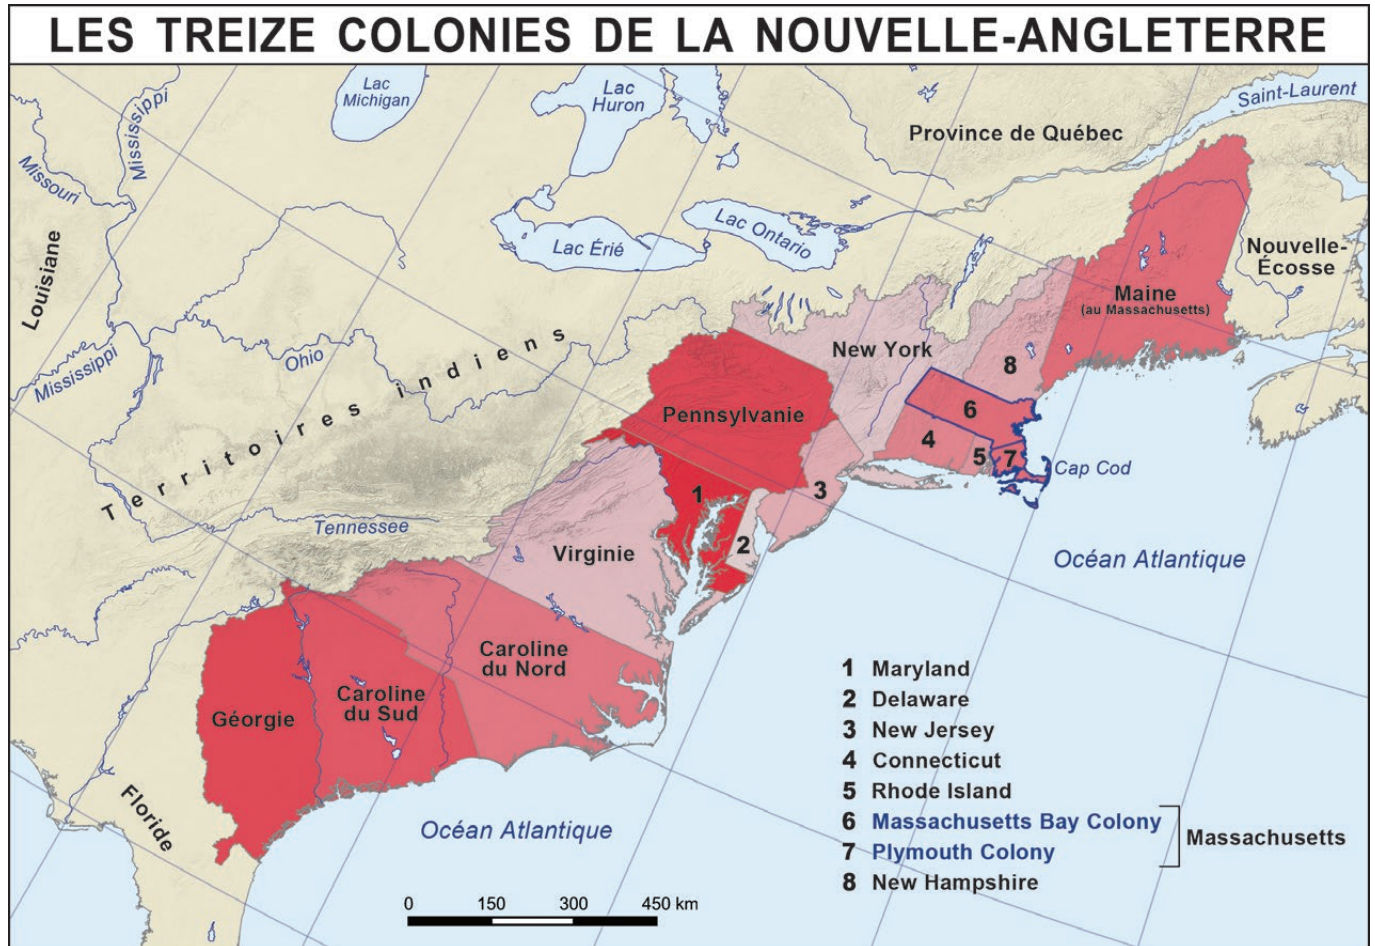 LES TREIZE COLONIES DE LA NOUVELLE-ANGLETERRE
Lac
Michigan
Lac
Huron
Saint-Laurent
Province de Québec
Mississippi
Missouri
Lac Ontario
Lac Érié
Nouvelle-
Écosse
Louisiane
Maine
(au Massachusetts)
Mississippi
Ohio
Territoires indiens
New York
8
Pennsylvanie
6
4
5
7
Cap Cod
1
3
2
Tennessee
Virginie
Océan Atlantique
Caroline
du Nord
Caroline
du Sud
Géorgie
Floride
Océan Atlantique
1 Maryland
2 Delaware
3 New Jersey
4 Connecticut
5 Rhode Island
6 Massachusetts Bay Colony
Massachusetts
7 Plymouth Colony
8 New Hampshire
0 150 300 450 km